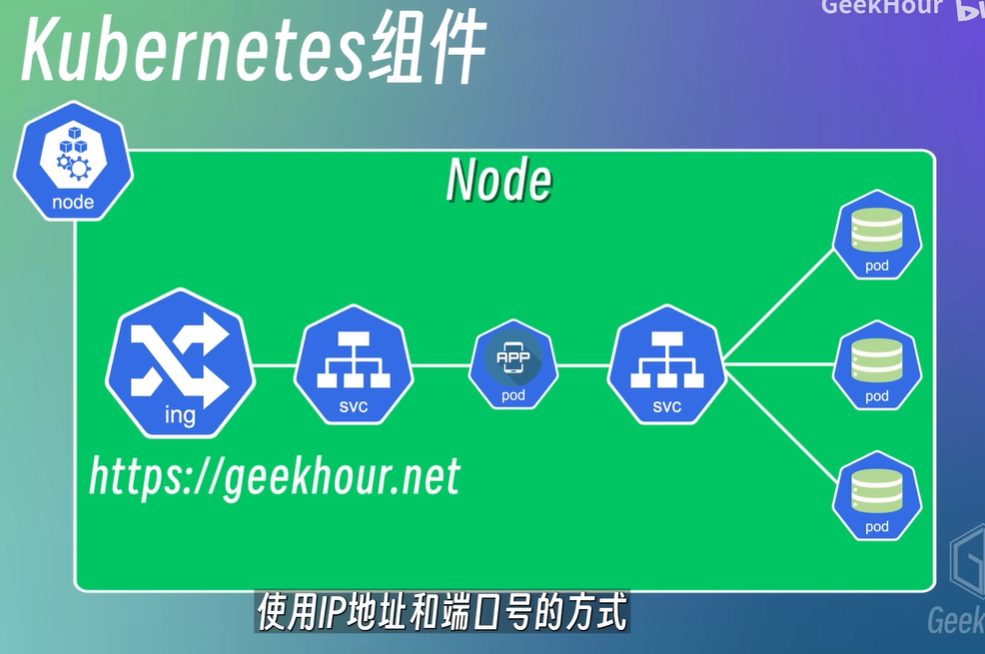 GeekHour
Kubernetes组件
node
Node
pod
ing
svc
APP
pod
svc
pod
https://geekhour.net
pod
使用IP地址和端口号的方式